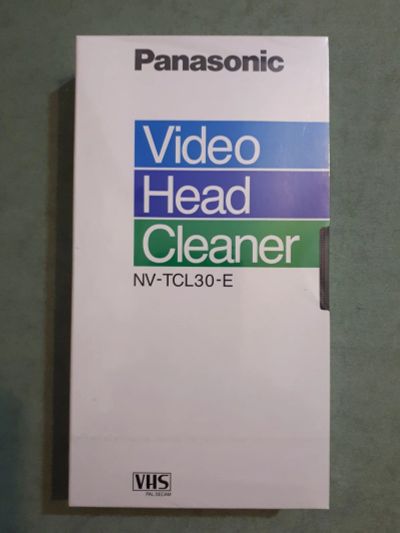 Panasonic
Video
Head
Cleaner
NV-TCL30-E
VHS
PAL, SECAM